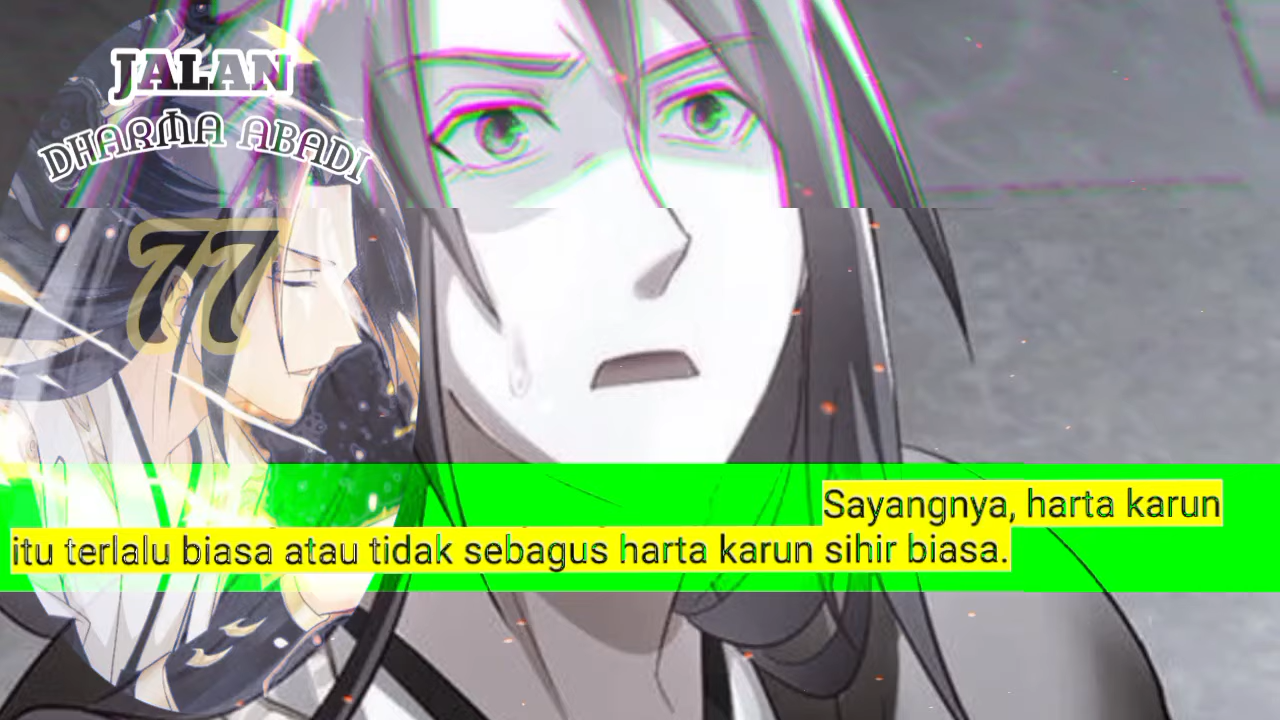 JALAN
DHARMA ABADI
77
Sayangnya, harta karun
itu terlalu biasa atau tidak sebagus harta karun sihir biasa.